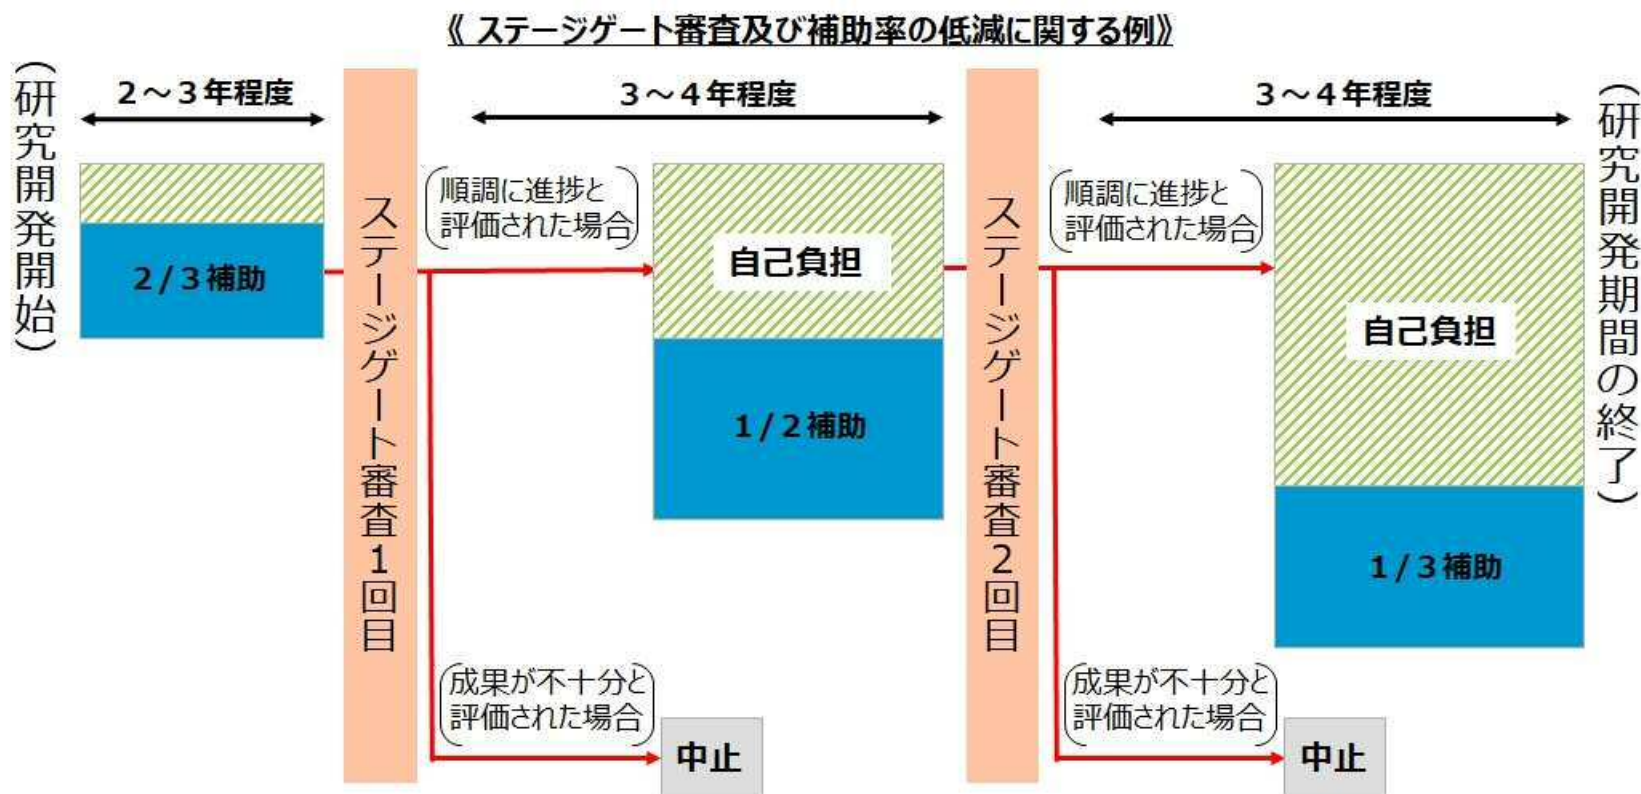 《 ステージゲート審査及び補助率の低減に関する例》
(研究開発開始)
2～3年程度
2/3補助
ステージゲート審査1回目
3～4年程度
(順調に進捗と
評価された場合)
自己負担
1/2補助
(成果が不十分と
評価された場合)
中止
ステージゲート審査2回目
3～4年程度
(順調に進捗と
評価された場合)
自己負担
1/3補助
(成果が不十分と
評価された場合)
中止
(研究開発期間の終了)